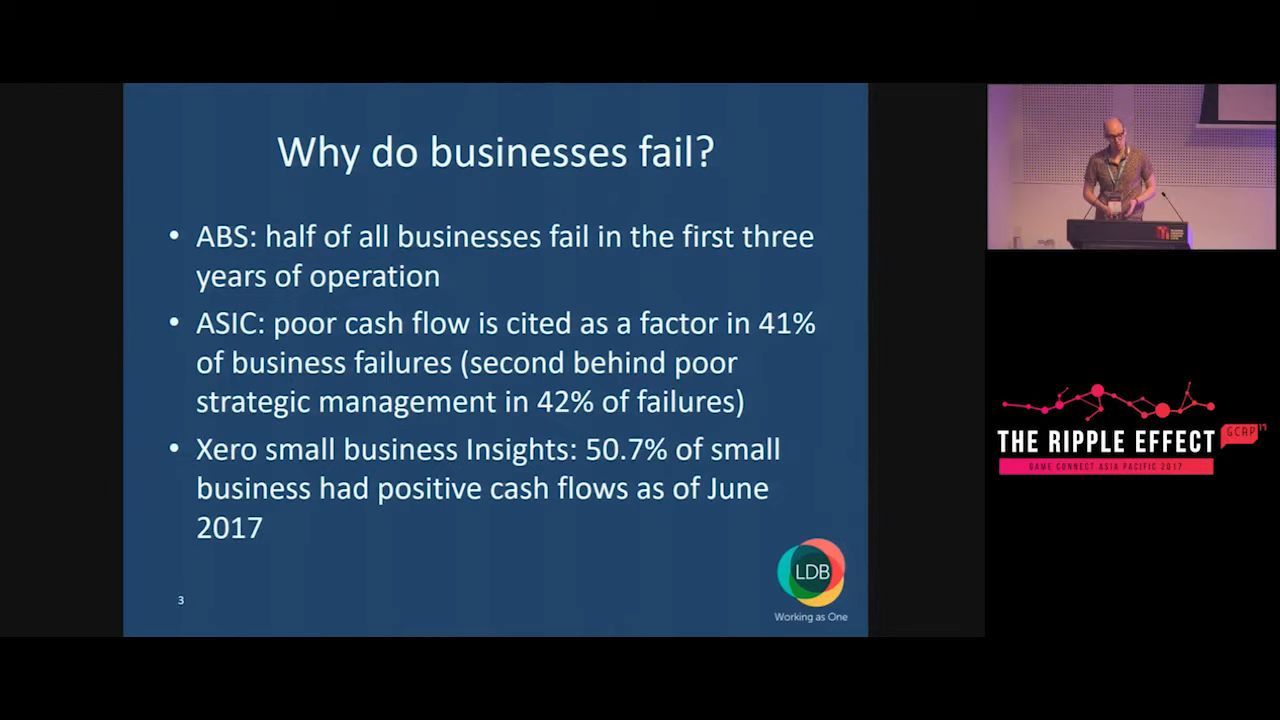 Why do businesses fail?
• ABS: half of all businesses fail in the first three
years of operation
• ASIC: poor cash flow is cited as a factor in 41%
of business failures (second behind poor
strategic management in 42% of failures)
• Xero small business Insights: 50.7% of small
business had positive cash flows as of June
2017
LDB
Working as One
3
THE RIPPLE EFFECT
GCAP17
GAME CONNECT ASIA PACIFIC 2017